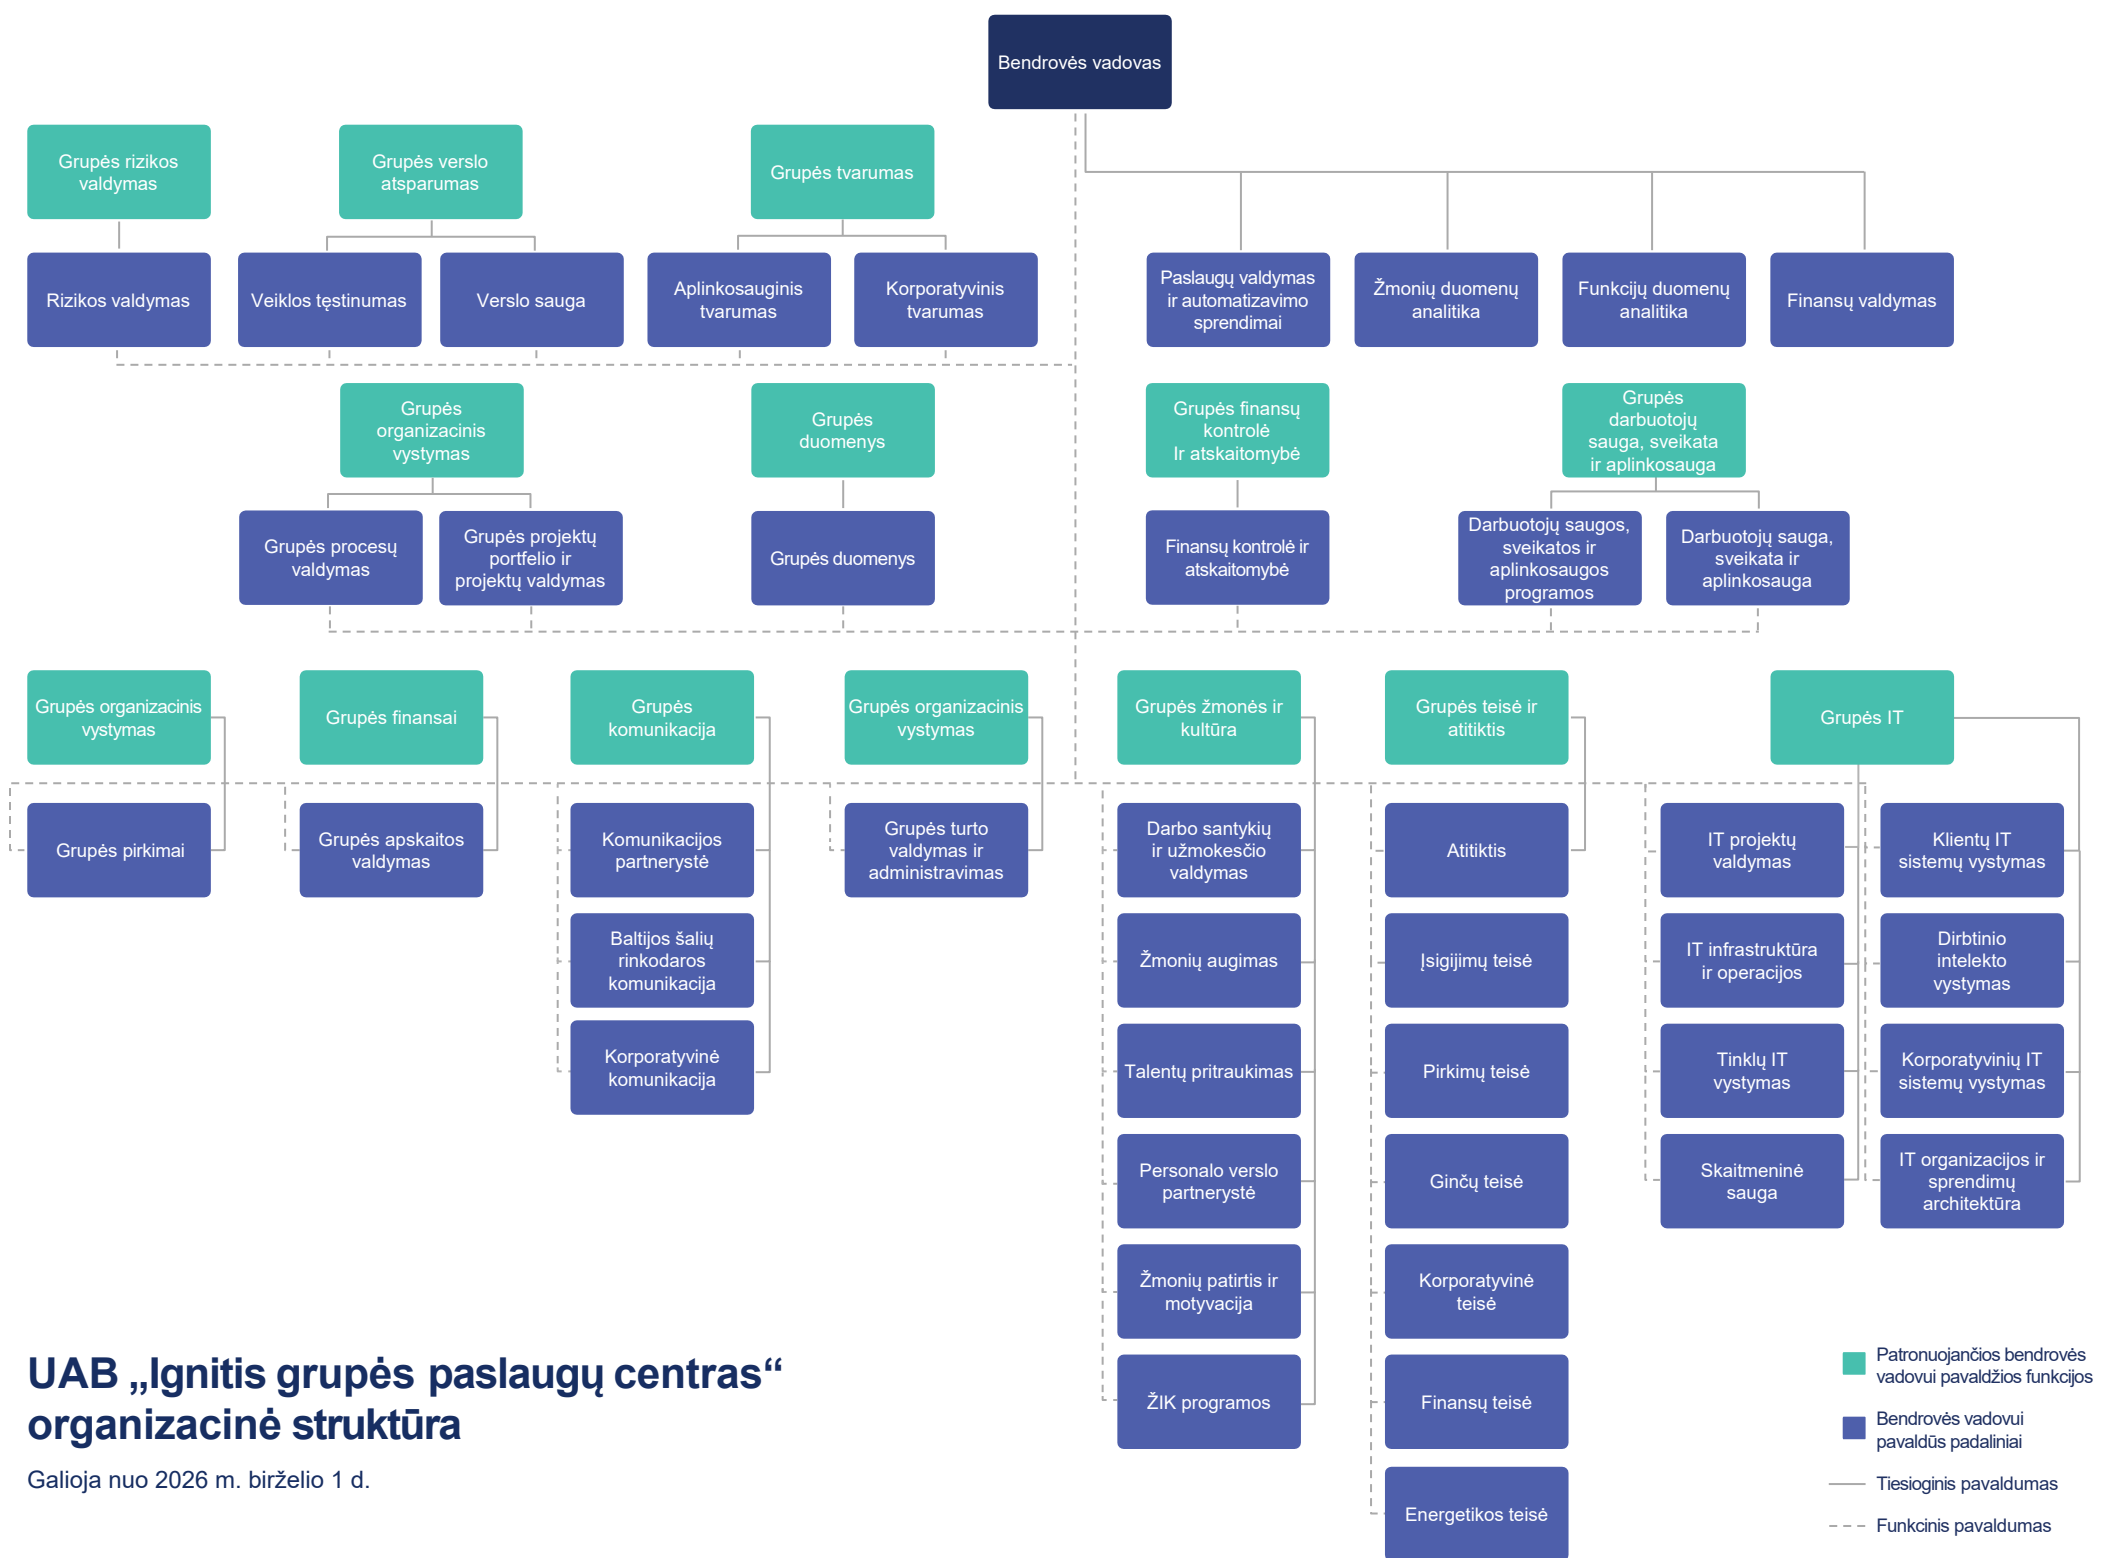 Bendrovės vadovas
Grupės rizikos
valdymas
Grupės verslo
atsparumas
Grupės tvarumas
Rizikos valdymas
Veiklos tęstinumas
Verslo sauga
Aplinkosauginis
tvarumas
Korporatyvinis
tvarumas
Paslaugų valdymas
ir automatizavimo
sprendimai
Žmonių duomenų
analitika
Funkcijų duomenų
analitika
Finansų valdymas
Grupės
organizacinis
vystymas
Grupės
duomenys
Grupės finansų
kontrolė
Ir atskaitomybė
Grupės
darbuotojų
sauga, sveikata
ir aplinkosauga
Grupės procesų
valdymas
Grupės projektų
portfelio ir
projektų valdymas
Grupės duomenys
Finansų kontrolė ir
atskaitomybė
Darbuotojų saugos,
sveikatos ir
aplinkosaugos
programos
Darbuotojų sauga,
sveikata ir
aplinkosauga
Grupės organizacinis
vystymas
Grupės finansai
Grupės
komunikacija
Grupės organizacinis
vystymas
Grupės žmonės ir
kultūra
Grupės teisė ir
atitiktis
Grupės IT
Grupės pirkimai
Grupės apskaitos
valdymas
Komunikacijos
partnerystė
Grupės turto
valdymas ir
administravimas
Darbo santykių
ir užmokesčio
valdymas
Atitiktis
IT projektų
valdymas
Klientų IT
sistemų vystymas
Baltijos šalių
rinkodaros
komunikacija
Žmonių augimas
Įsigijimų teisė
IT infrastruktūra
ir operacijos
Dirbtinio
intelekto
vystymas
Korporatyvinė
komunikacija
Talentų pritraukimas
Pirkimų teisė
Tinklų IT
vystymas
Korporatyvinių IT
sistemų vystymas
Personalo verslo
partnerystė
Ginčų teisė
Skaitmeninė
sauga
IT organizacijos ir
sprendimų
architektūra
Žmonių patirtis ir
motyvacija
Korporatyvinė
teisė
ŽIK programos
Finansų teisė
Energetikos teisė
UAB „Ignitis grupės paslaugų centras“
organizacinė struktūra
Galioja nuo 2026 m. birželio 1 d.
Patronuojančios bendrovės
vadovui pavaldžios funkcijos
Bendrovės vadovui
pavaldūs padaliniai
Tiesioginis pavaldumas
Funkcinis pavaldumas